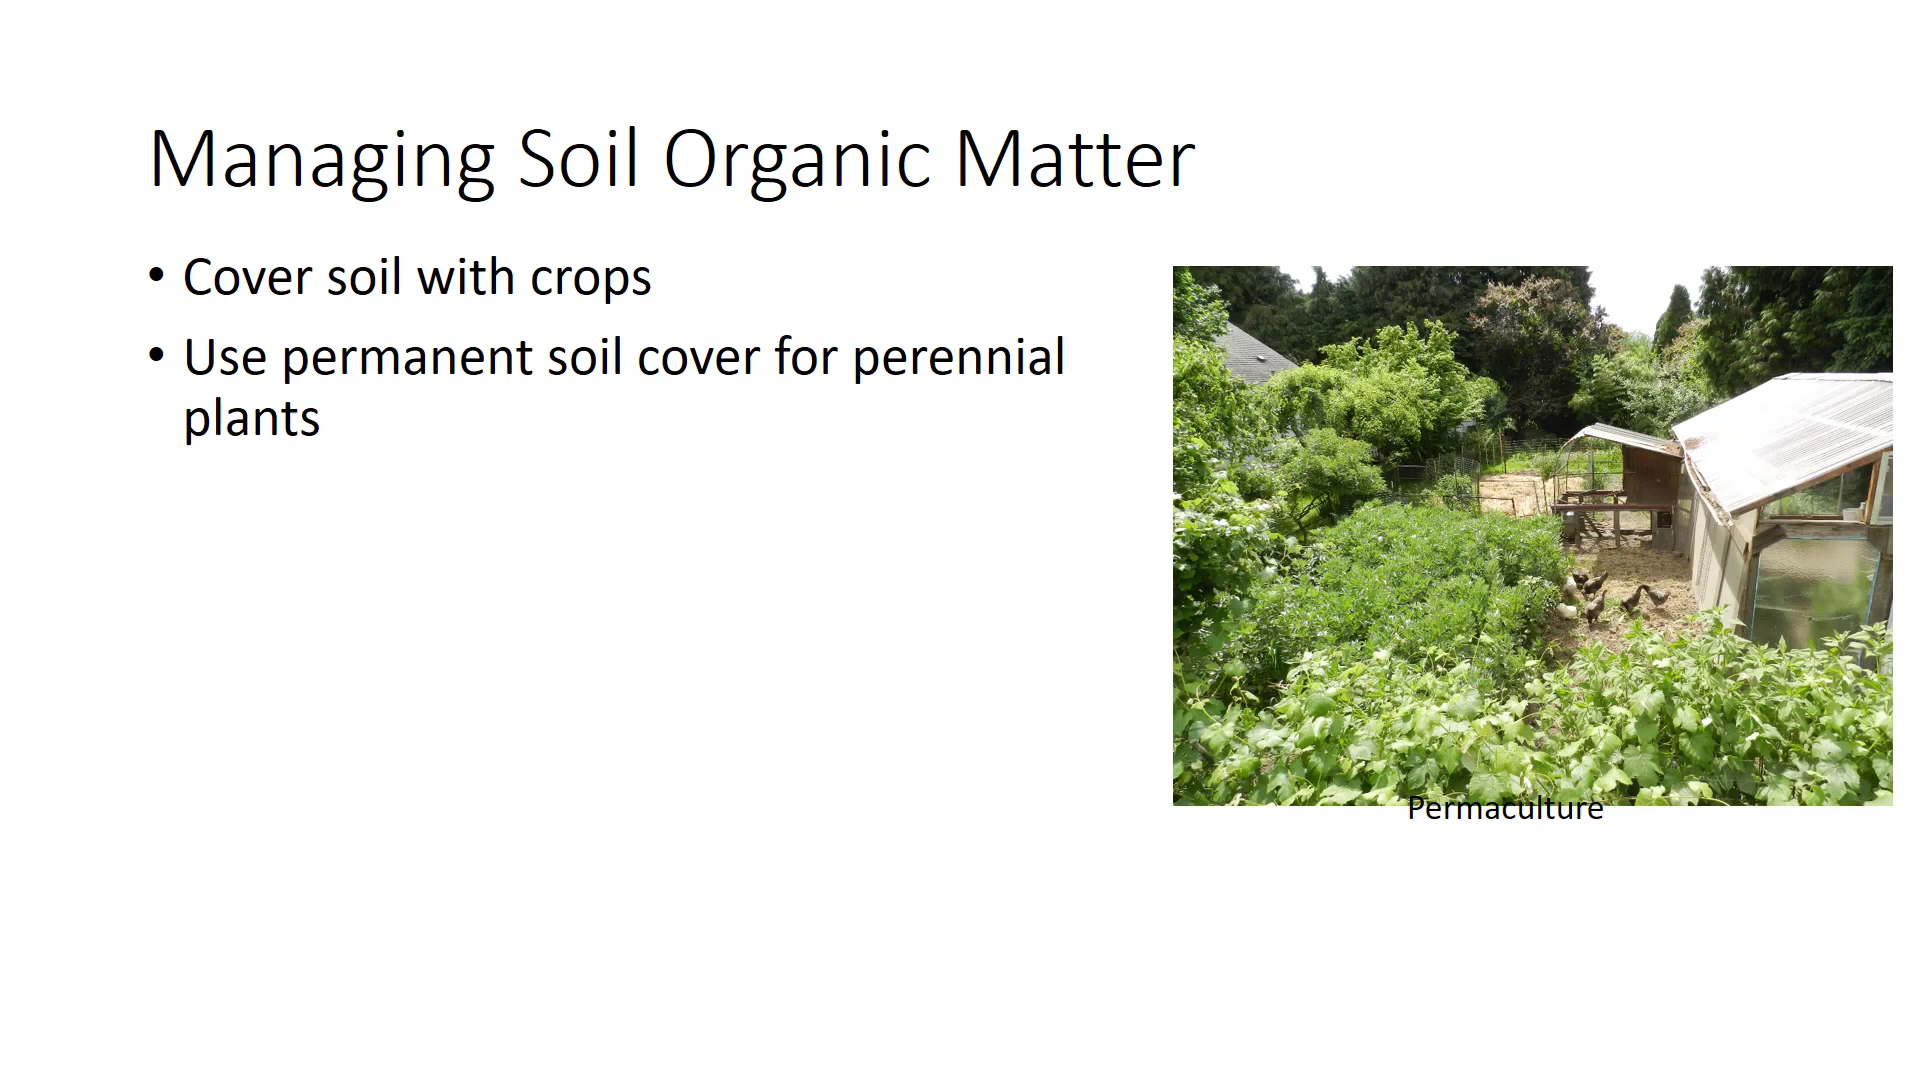 Managing Soil Organic Matter
• Cover soil with crops
• Use permanent soil cover for perennial
plants
Permaculture